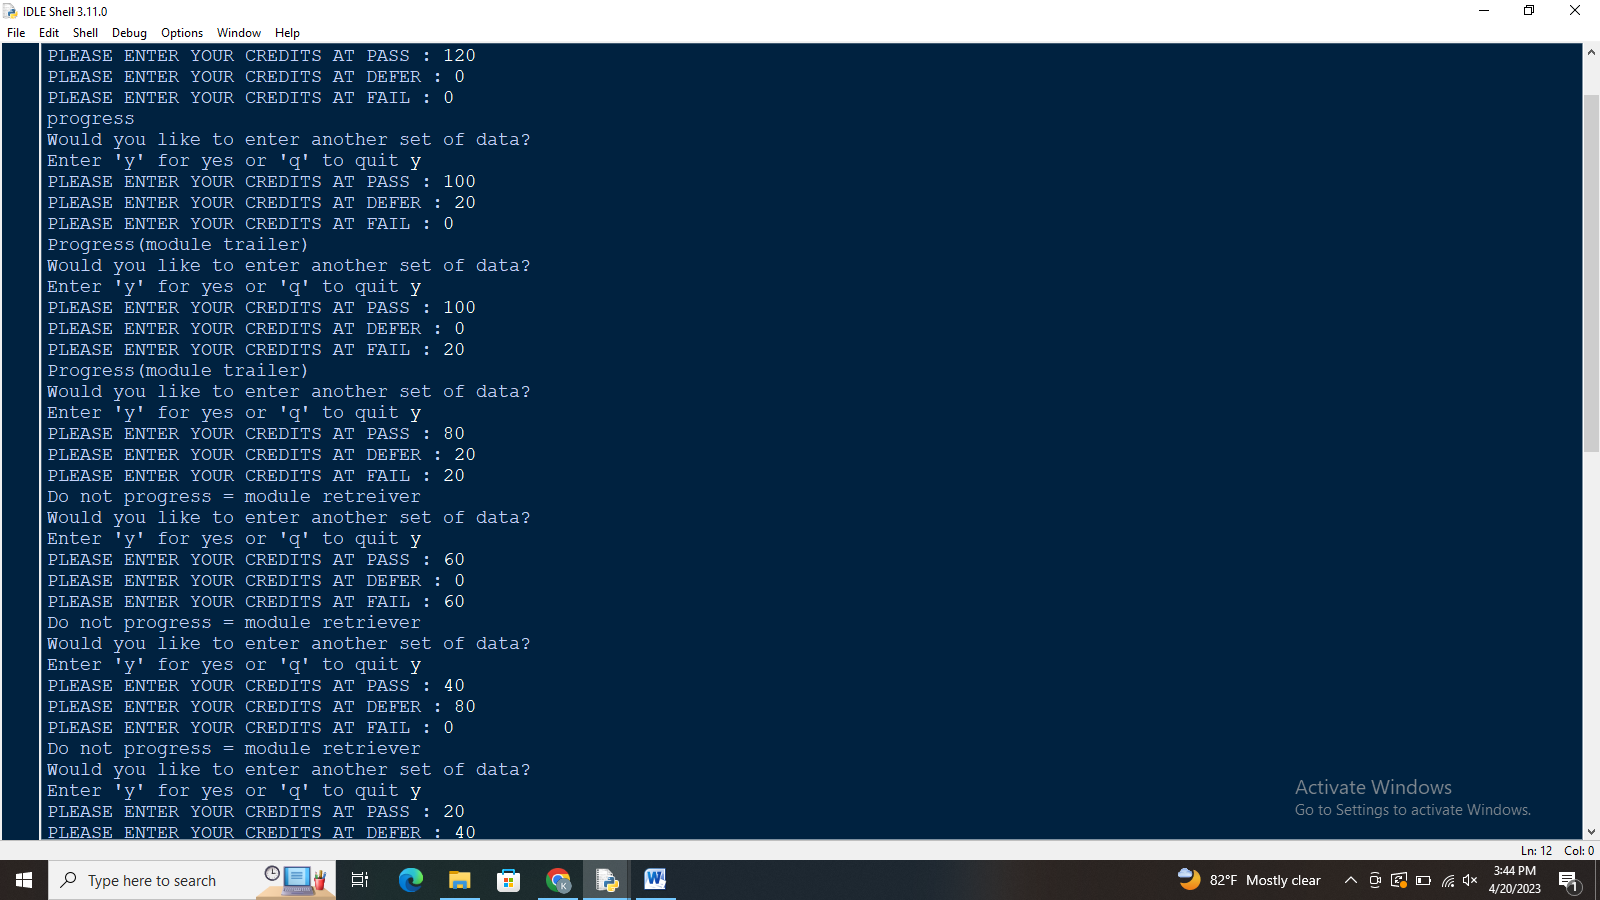 IDLE Shell 3.11.0
File Edit Shell Debug Options Window Help
PLEASE ENTER YOUR CREDITS AT PASS : 120
PLEASE ENTER YOUR CREDITS AT DEFER : 0
PLEASE ENTER YOUR CREDITS AT FAIL : 0
progress
Would you like to enter another set of data?
Enter 'y' for yes or 'q' to quit y
PLEASE ENTER YOUR CREDITS AT PASS : 100
PLEASE ENTER YOUR CREDITS AT DEFER : 20
PLEASE ENTER YOUR CREDITS AT FAIL : 0
Progress(module trailer)
Would you like to enter another set of data?
Enter 'y' for yes or 'q' to quit y
PLEASE ENTER YOUR CREDITS AT PASS : 100
PLEASE ENTER YOUR CREDITS AT DEFER : 0
PLEASE ENTER YOUR CREDITS AT FAIL : 20
Progress(module trailer)
Would you like to enter another set of data?
Enter 'y' for yes or 'q' to quit y
PLEASE ENTER YOUR CREDITS AT PASS : 80
PLEASE ENTER YOUR CREDITS AT DEFER : 20
PLEASE ENTER YOUR CREDITS AT FAIL : 20
Do not progress = module retreiver
Would you like to enter another set of data?
Enter 'y' for yes or 'q' to quit y
PLEASE ENTER YOUR CREDITS AT PASS : 60
PLEASE ENTER YOUR CREDITS AT DEFER : 0
PLEASE ENTER YOUR CREDITS AT FAIL : 60
Do not progress = module retriever
Would you like to enter another set of data?
Enter 'y' for yes or 'q' to quit y
PLEASE ENTER YOUR CREDITS AT PASS : 40
PLEASE ENTER YOUR CREDITS AT DEFER : 80
PLEASE ENTER YOUR CREDITS AT FAIL : 0
Do not progress = module retriever
Would you like to enter another set of data?
Enter 'y' for yes or 'q' to quit y
PLEASE ENTER YOUR CREDITS AT PASS : 20
PLEASE ENTER YOUR CREDITS AT DEFER : 40
Activate Windows
Go to Settings to activate Windows.
Ln: 12 Col: 0
Type here to search
82°F Mostly clear
3:44 PM
4/20/2023
1